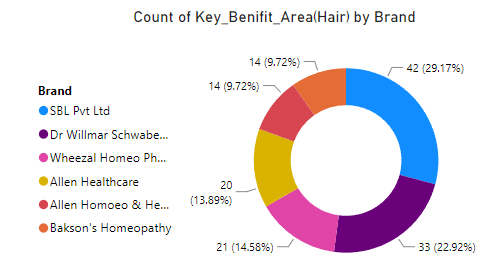 Count of Key_Benifit_Area(Hair) by Brand
14 (9.72%)
42 (29.17%)
14 (9.72%)
Brand
SBL Pvt Ltd
Dr Willmar Schwabe...
Wheezal Homeo Ph...
Allen Healthcare
Allen Homoeo & He...
Bakson's Homeopathy
20
(13.89%)
21 (14.58%)
33 (22.92%)